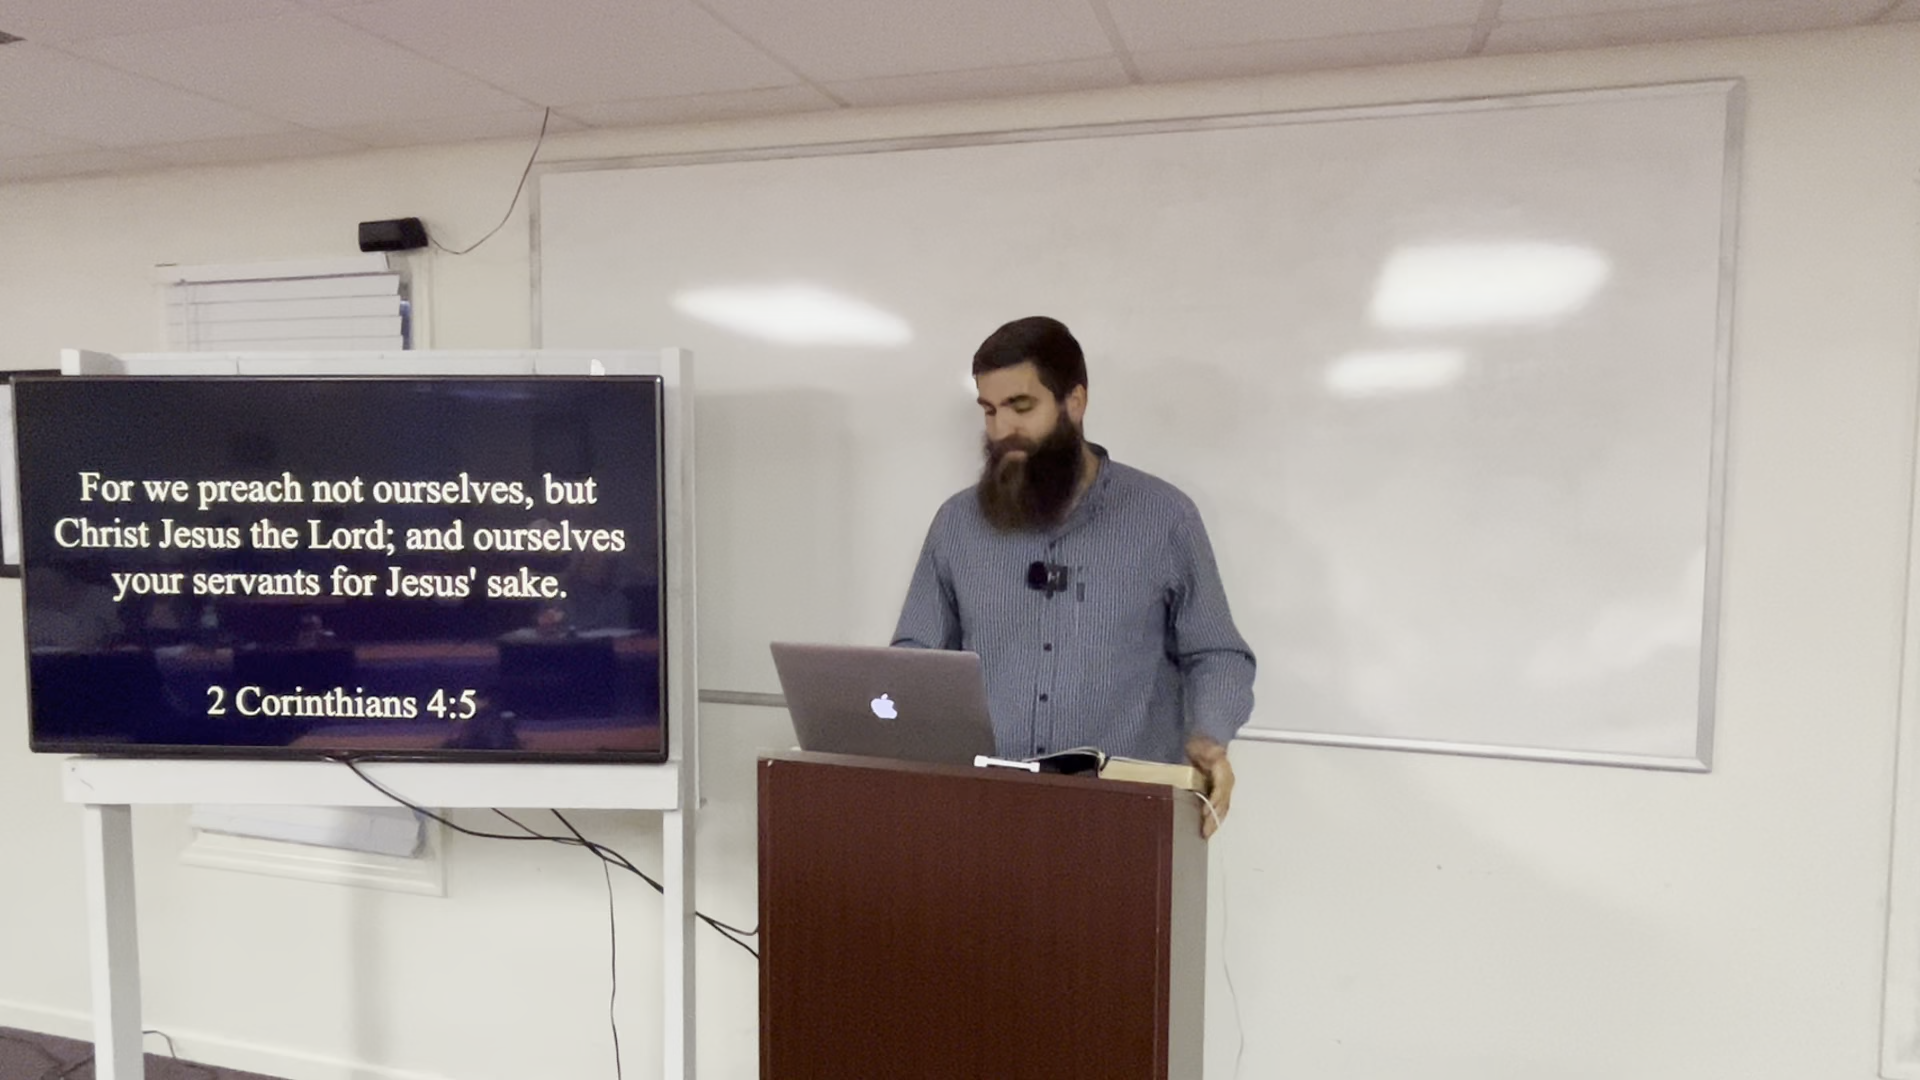 For we preach not ourselves, but
Christ Jesus the Lord; and ourselves
your servants for Jesus' sake.
2 Corinthians 4:5